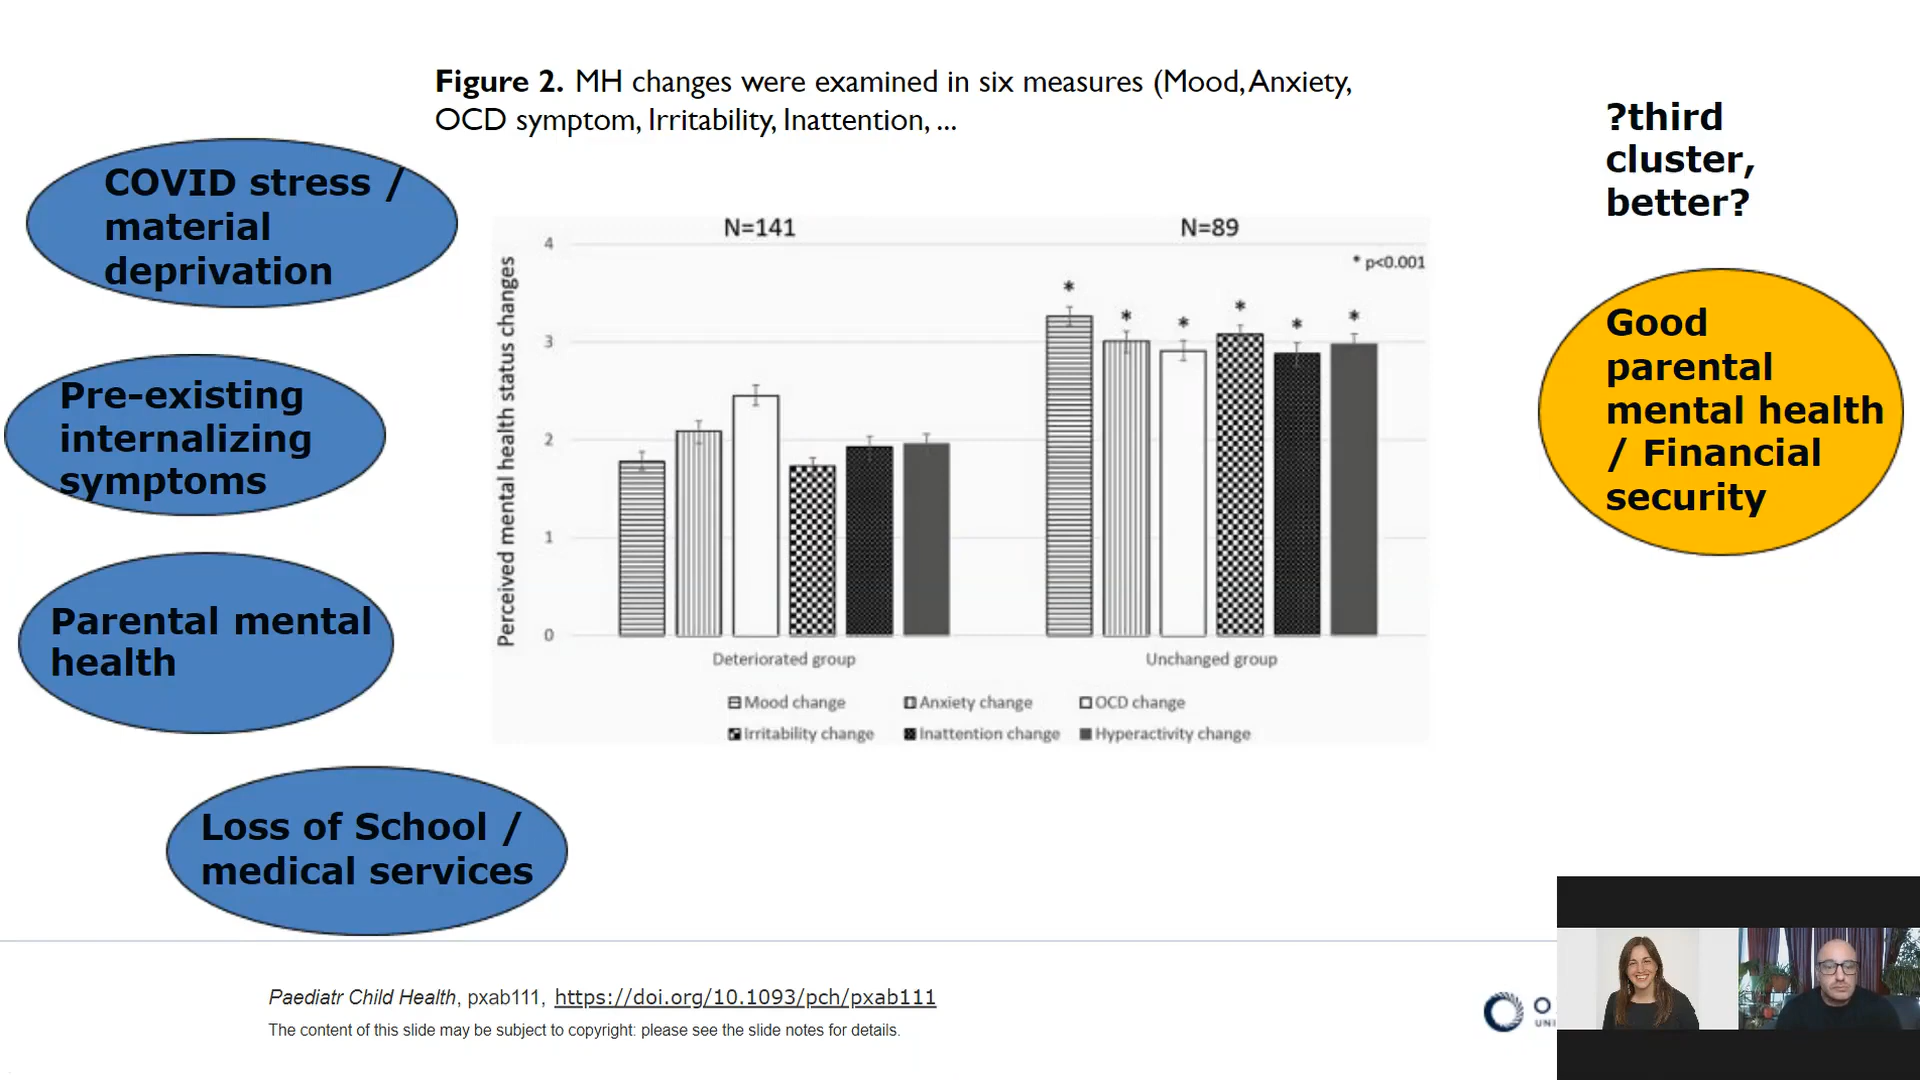 Figure 2. MH changes were examined in six measures (Mood, Anxiety,
OCD symptom, Irritability, Inattention, ...
?third
cluster,
better?
COVID stress /
material
deprivation
Pre-existing
internalizing
symptoms
Parental mental
health
Loss of School /
medical services
Good
parental
mental health
/ Financial
security
N=141
N=89
* p<0.001
Perceived mental health status changes
4
3
2
1
0
* * * * * *
Deteriorated group
Unchanged group
Mood change
Anxiety change
OCD change
Irritability change
Inattention change
Hyperactivity change
Paediatr Child Health, pxab111, https://doi.org/10.1093/pch/pxab111
The content of this slide may be subject to copyright: please see the slide notes for details.